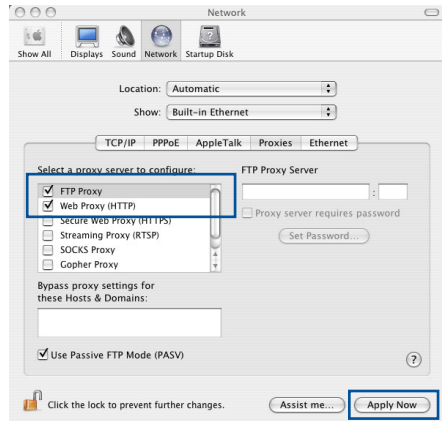 Network
Show All Displays Sound Network Startup Disk
Location: Automatic
Show: Built-in Ethernet
TCP/IP PPPoE AppleTalk Proxies Ethernet
Select a proxy server to configure: FTP Proxy Server
FTP Proxy
:
Web Proxy (HTTP)
Proxy server requires password
Secure Web Proxy (HTTPS)
Streaming Proxy (RTSP) Set Password...
SOCKS Proxy
Gopher Proxy
Bypass proxy settings for
these Hosts & Domains:
Use Passive FTP Mode (PASV) ?
Click the lock to prevent further changes. Assist me... Apply Now